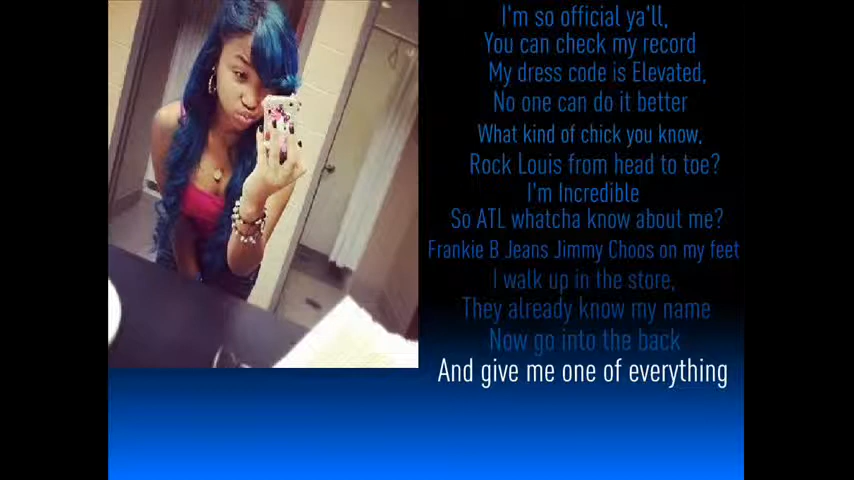 I'm so official ya'll,
You can check my record
My dress code is Elevated,
No one can do it better
What kind of chick you know,
Rock Louis from head to toe?
I'm Incredible
So ATL whatcha know about me?
Frankie B Jeans Jimmy Choos on my feet
I walk up in the store,
They already know my name
Now go into the back
And give me one of everything